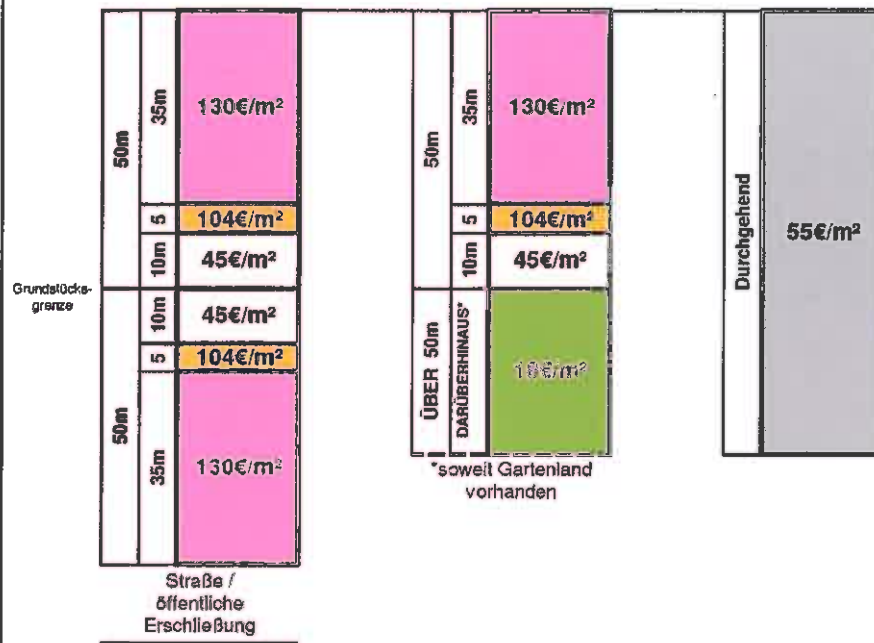 50m
35m
130€/m²
5
104€/m²
10m
45€/m²
Grundstücks-
grenze
10m
45€/m²
5
104€/m²
50m
35m
130€/m²
Straße /
öffentliche
Erschließung
50m
35m
130€/m²
5
104€/m²
10m
45€/m²
ÜBER 50m
DARÜBERHINAUS*
€/m²
*soweit Gartenland
vorhanden
Durchgehend
55€/m²